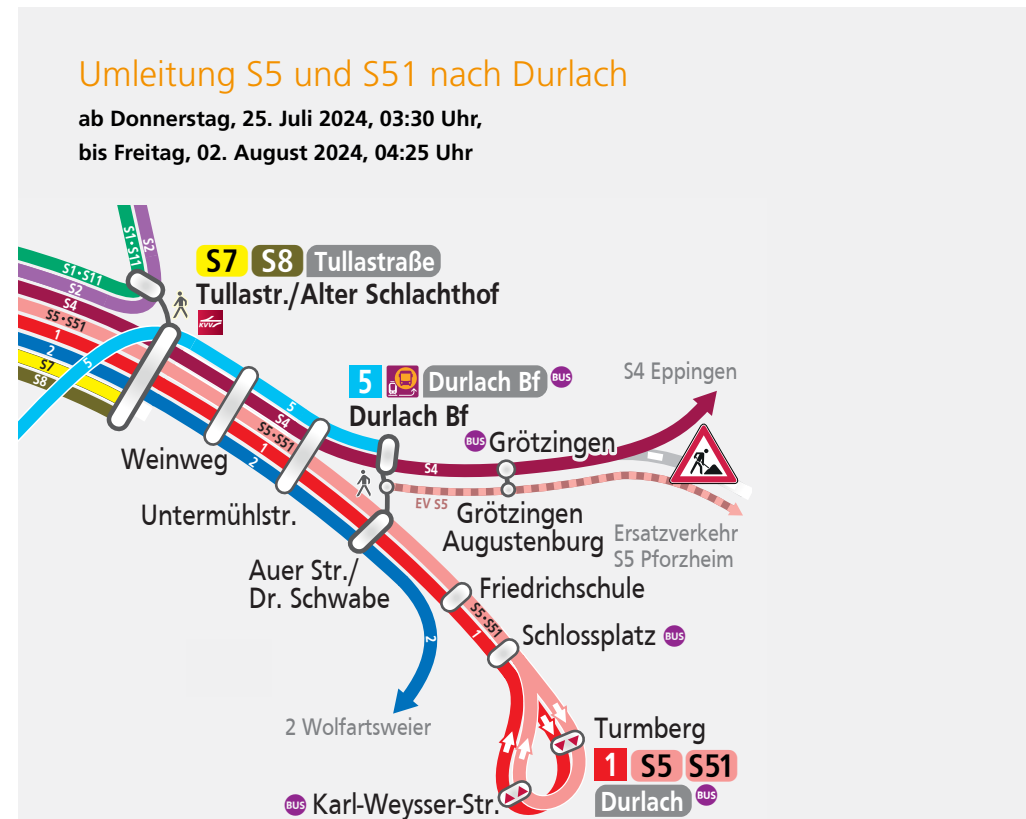 Umleitung S5 und S51 nach Durlach
ab Donnerstag, 25. Juli 2024, 03:30 Uhr,
bis Freitag, 02. August 2024, 04:25 Uhr
S1•S11
S2
S1•S11
S2
S4
S5•S51
1
2
S7
S8
5
S7 S8 Tullastraße
Tullastr./Alter Schlachthof
KVV
5
S4
S5•S51
1
2
5 Durlach Bf BUS
Durlach Bf
S4 Eppingen
Weinweg
BUS Grötzingen
S4
EV S5
Untermühlstr.
Grötzingen
Augustenburg
Ersatzverkehr
S5 Pforzheim
Auer Str./
Dr. Schwabe
Friedrichschule
S5•S51
1
2
Schlossplatz BUS
2 Wolfartsweier
Turmberg
1 S5 S51
Durlach BUS
BUS Karl-Weysser-Str.